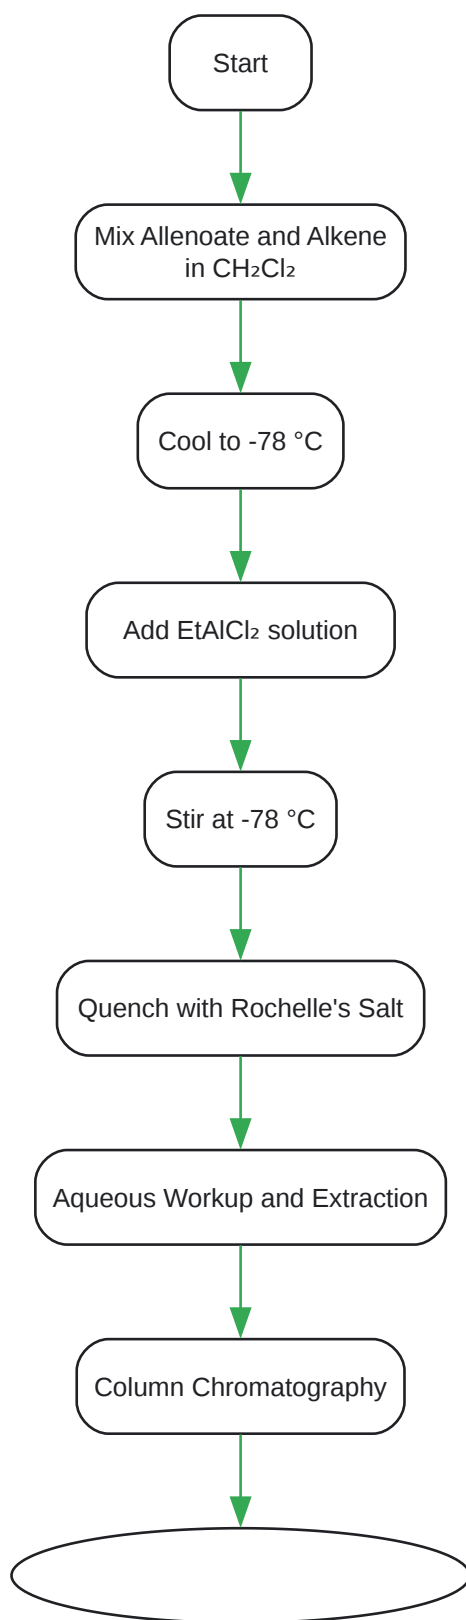 Start
Mix Allenoate and Alkene
in CH₂Cl₂
Cool to -78 °C
Add EtAlCl₂ solution
Stir at -78 °C
Quench with Rochelle's Salt
Aqueous Workup and Extraction
Column Chromatography